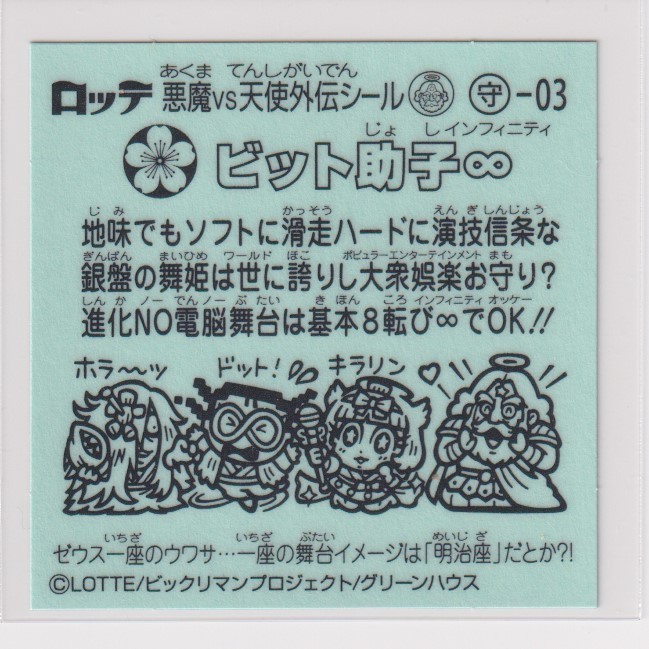 あくま てんしがいでん
ロッテ 悪魔VS天使外伝シール 守-03
じょ しインフィニティ
ビット助子∞
じみ かっそう えんぎしんじょう
地味でもソフトに滑走ハードに演技信条な
ぎんばん まいひめ ワールド ほこ ポピュラーエンターテインメント まも
銀盤の舞姫は世に誇りし大衆娯楽お守り?
しんか ノー でんノー ぶたい きほん ころ インフィニティ オッケー
進化NO電脳舞台は基本8転び∞でOK!!
ホラ〜〜ッ ドット! キラリン
いちざ いちざ ぶたい めいじざ
ゼウス一座のウワサ…一座の舞台イメージは「明治座」だとか?!
©LOTTE/ビックリマンプロジェクト/グリーンハウス